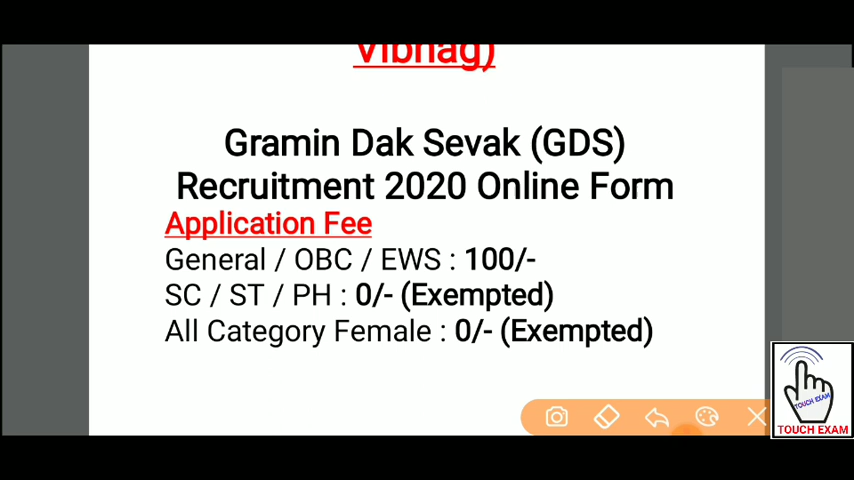 Vibhag)
Gramin Dak Sevak (GDS)
Recruitment 2020 Online Form
Application Fee
General / OBC / EWS : 100/-
SC / ST / PH : 0/- (Exempted)
All Category Female : 0/- (Exempted)
TOUCH EXAM
TOUCH EXAM